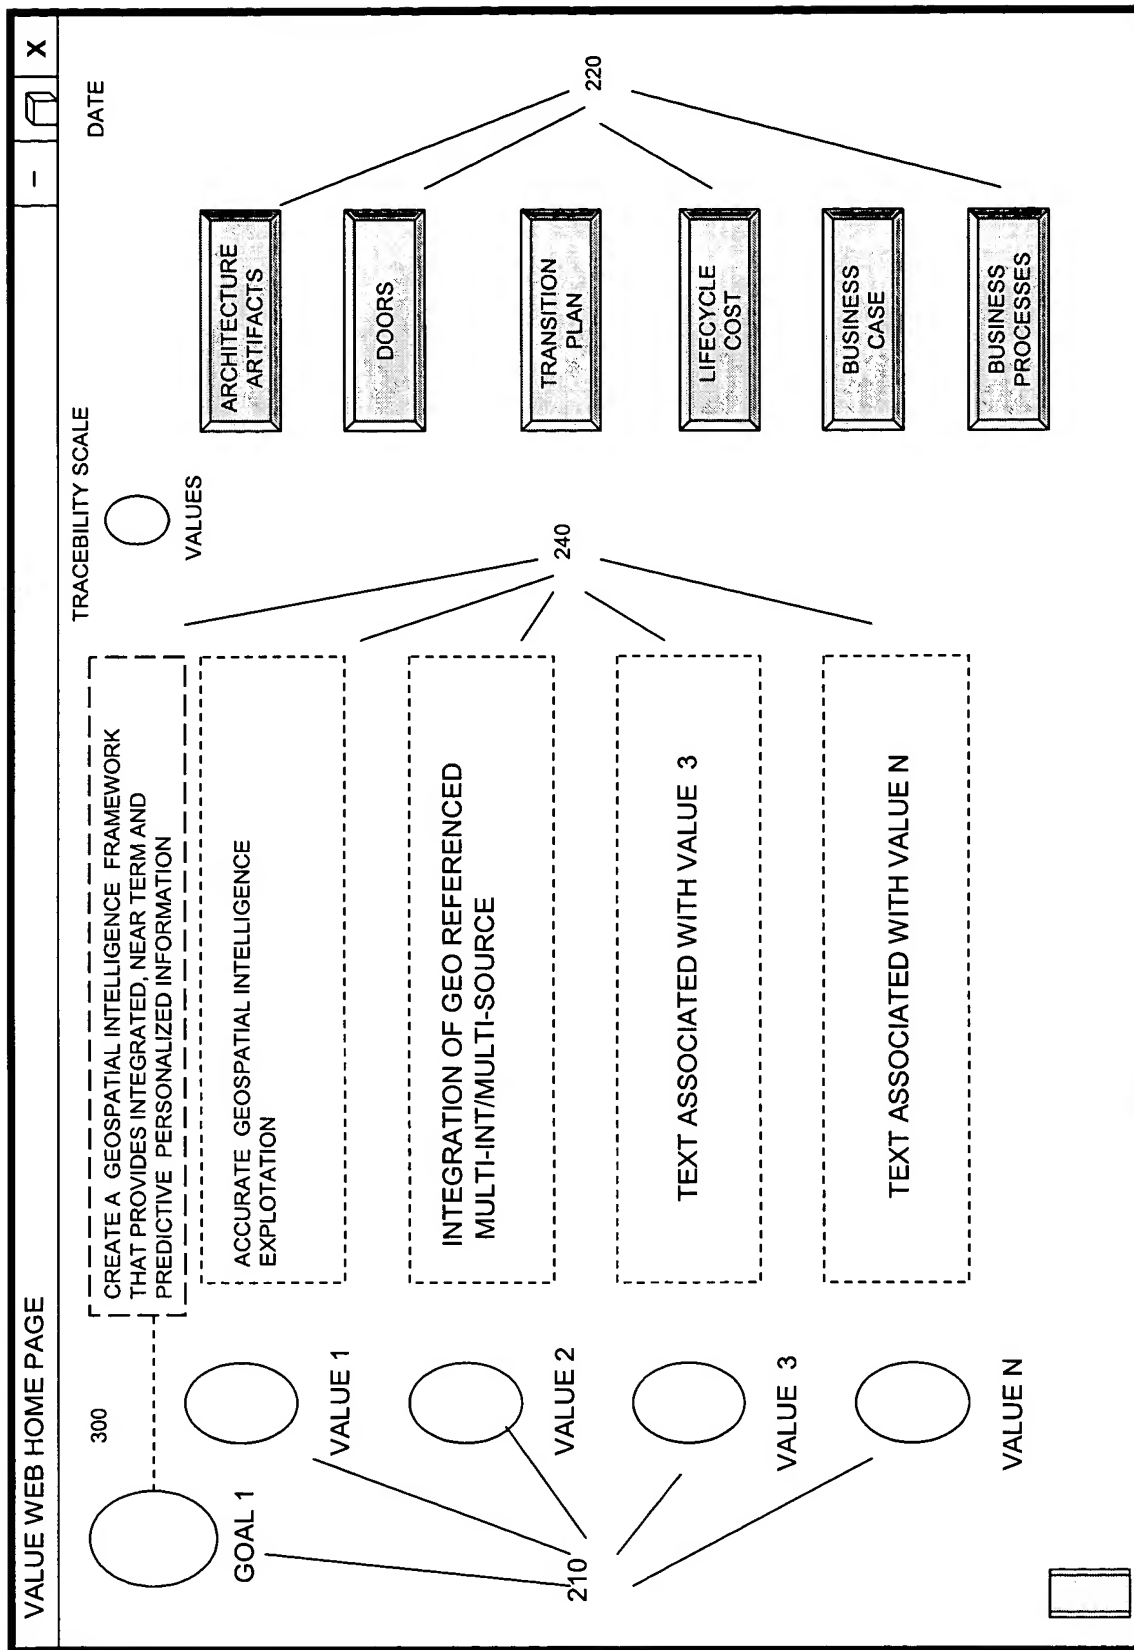 VALUE WEB HOME PAGE
– X
300
TRACEBILITY SCALE
DATE
VALUES
GOAL 1
CREATE A GEOSPATIAL INTELLIGENCE FRAMEWORK
THAT PROVIDES INTEGRATED, NEAR TERM AND
PREDICTIVE PERSONALIZED INFORMATION
VALUE 1
ACCURATE GEOSPATIAL INTELLIGENCE
EXPLOTATION
VALUE 2
INTEGRATION OF GEO REFERENCED
MULTI-INT/MULTI-SOURCE
VALUE 3
TEXT ASSOCIATED WITH VALUE 3
VALUE N
TEXT ASSOCIATED WITH VALUE N
210
240
220
ARCHITECTURE
ARTIFACTS
DOORS
TRANSITION
PLAN
LIFECYCLE
COST
BUSINESS
CASE
BUSINESS
PROCESSES